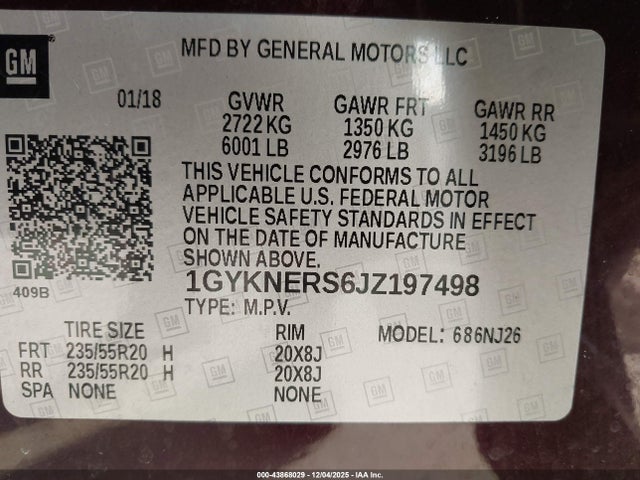 GM
MFD BY GENERAL MOTORS LLC
01/18
GVWR GAWR FRT GAWR RR
2722 KG 1350 KG 1450 KG
6001 LB 2976 LB 3196 LB
THIS VEHICLE CONFORMS TO ALL
APPLICABLE U.S. FEDERAL MOTOR
VEHICLE SAFETY STANDARDS IN EFFECT
ON THE DATE OF MANUFACTURE
SHOWN ABOVE.
409B
1GYKNERS6JZ197498
TYPE: M.P.V.
TIRE SIZE RIM MODEL: 686NJ26
FRT 235/55R20 H 20X8J
RR 235/55R20 H 20X8J
SPA NONE NONE
000-43868029 - 12/04/2025 - IAA Inc.